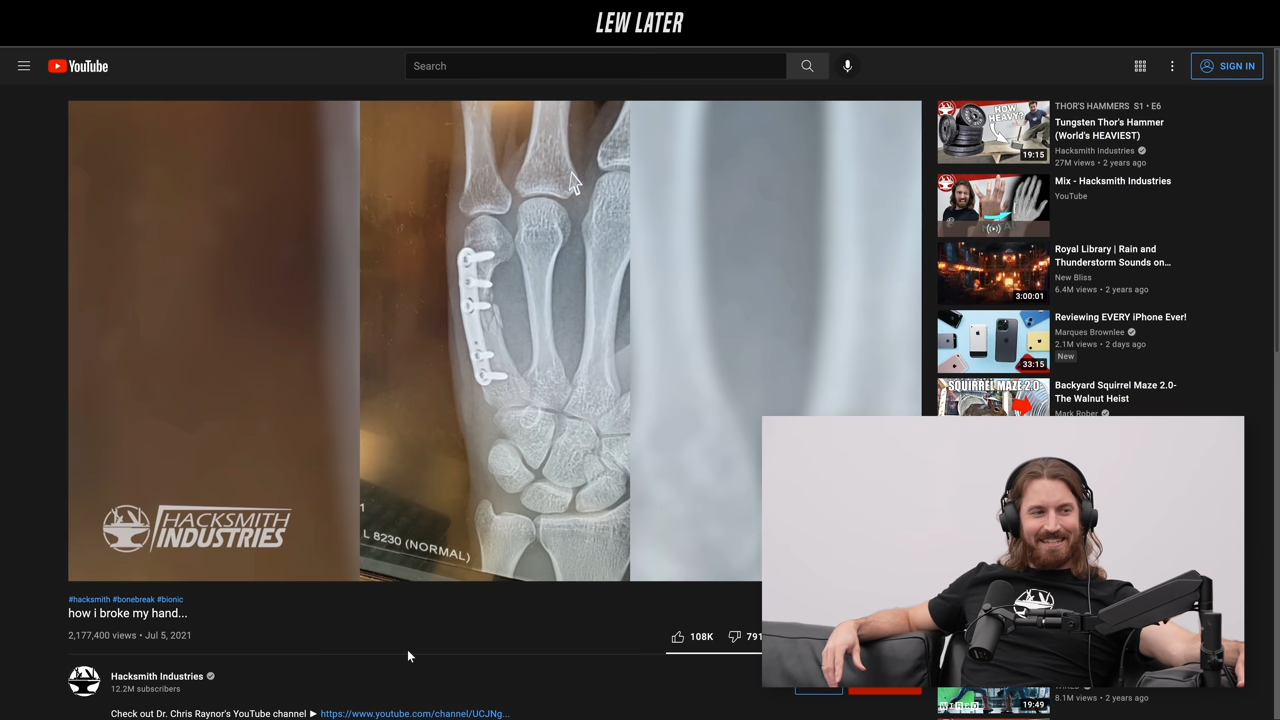 LEW LATER
YouTube
Search
SIGN IN
THOR'S HAMMERS S1 • E6
Tungsten Thor's Hammer
(World's HEAVIEST)
Hacksmith Industries
27M views • 2 years ago
HOW
HEAVY?
19:15
Mix - Hacksmith Industries
YouTube
Royal Library | Rain and
Thunderstorm Sounds on...
New Bliss
6.4M views • 2 years ago
3:00:01
Reviewing EVERY iPhone Ever!
Marques Brownlee
2.1M views • 2 days ago
New
33:15
SQUIRREL MAZE 2.0
Backyard Squirrel Maze 2.0-
The Walnut Heist
Mark Rober
L 8230 (NORMAL)
HACKSMITH
INDUSTRIES
#hacksmith #bonebreak #bionic
how i broke my hand...
2,177,400 views • Jul 5, 2021
108K
791
Hacksmith Industries
12.2M subscribers
8.1M views • 2 years ago
19:49
Check out Dr. Chris Raynor's YouTube channel ► https://www.youtube.com/channel/UCJNg...